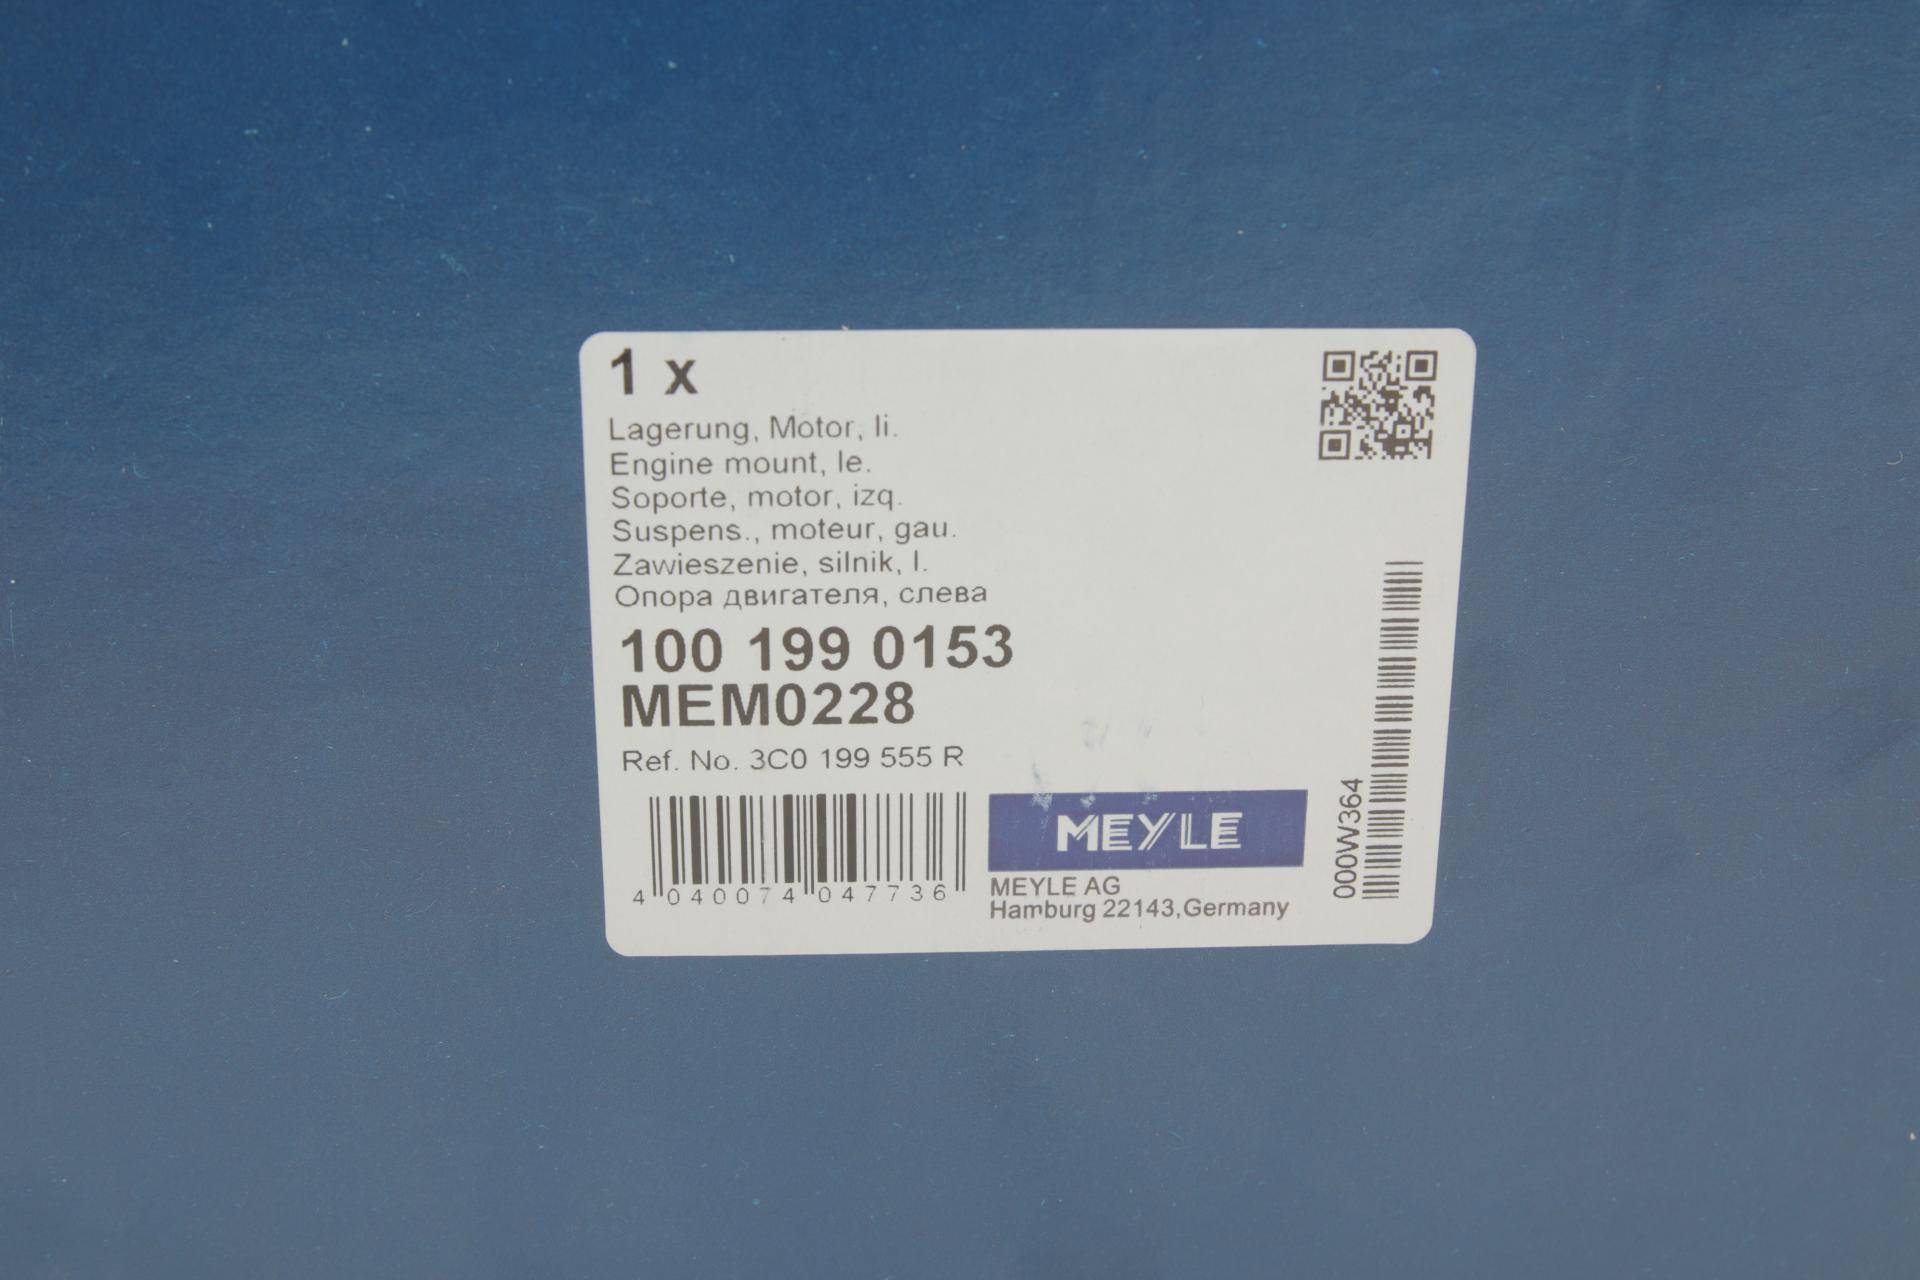 1 x
Lagerung, Motor, li.
Engine mount, le.
Soporte, motor, izq.
Suspens., moteur, gau.
Zawieszenie, silnik, l.
Опора двигателя, слева
100 199 0153
MEM0228
Ref. No. 3C0 199 555 R
4 040074 047736
MEYLE
MEYLE AG
Hamburg 22143,Germany
000W364